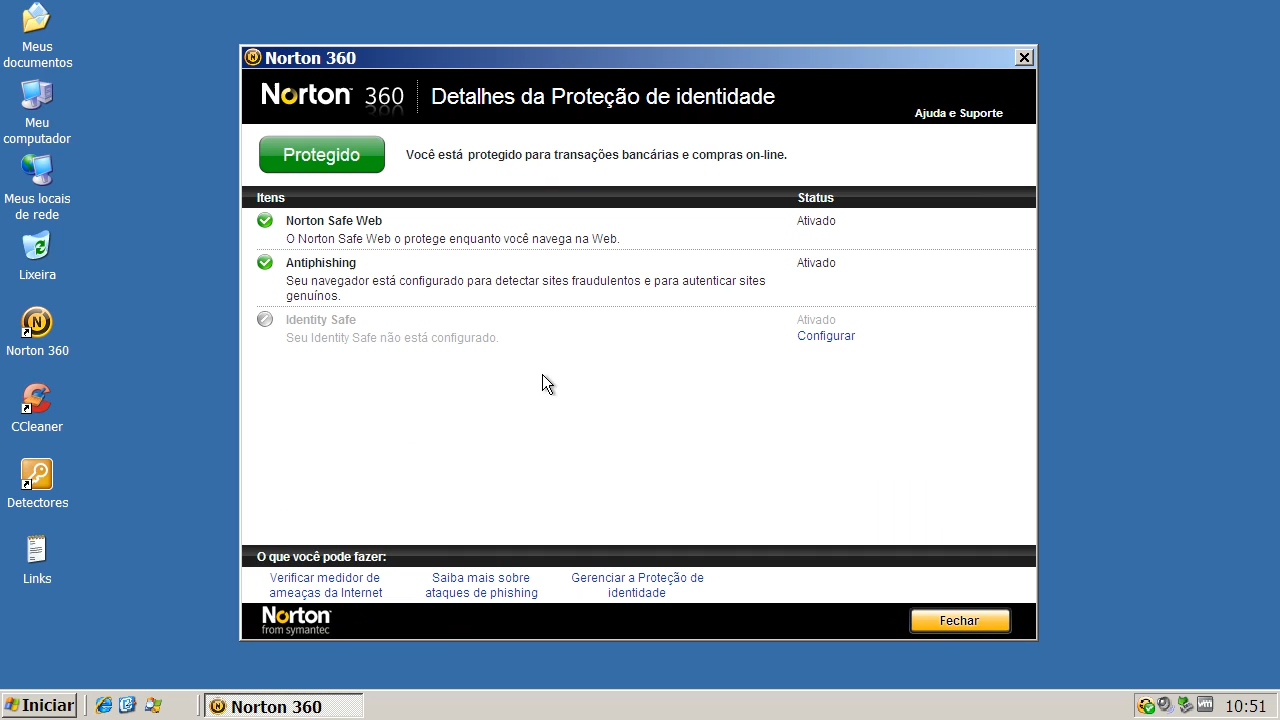 Meus
documentos
Meu
computador
Meus locais
de rede
Lixeira
Norton 360
CCleaner
Detectores
Links
Norton 360
Norton 360
Detalhes da Proteção de identidade
Ajuda e Suporte
Protegido
Você está protegido para transações bancárias e compras on-line.
Itens
Status
Norton Safe Web
Ativado
O Norton Safe Web o protege enquanto você navega na Web.
Antiphishing
Ativado
Seu navegador está configurado para detectar sites fraudulentos e para autenticar sites
genuínos.
Identity Safe
Ativado
Seu Identity Safe não está configurado.
Configurar
O que você pode fazer:
Verificar medidor de
ameaças da Internet
Saiba mais sobre
ataques de phishing
Gerenciar a Proteção de
identidade
Norton
from symantec
Fechar
Iniciar
Norton 360
vm
10:51